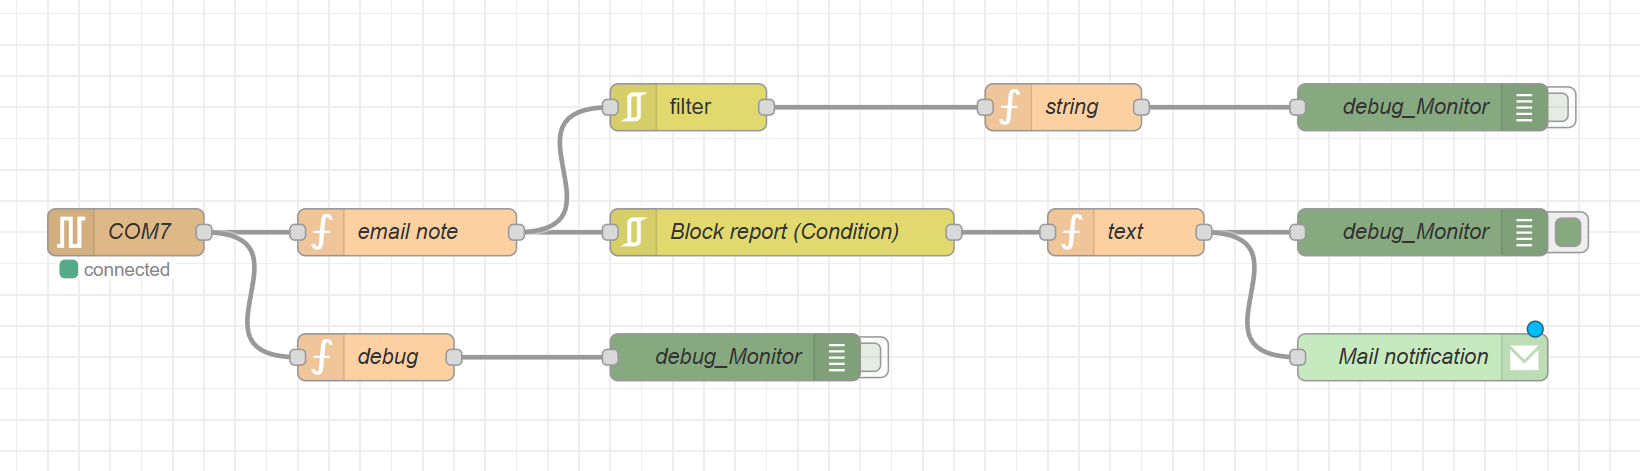 filter
string
debug_Monitor
COM7
connected
email note
Block report (Condition)
text
debug_Monitor
debug
debug_Monitor
Mail notification